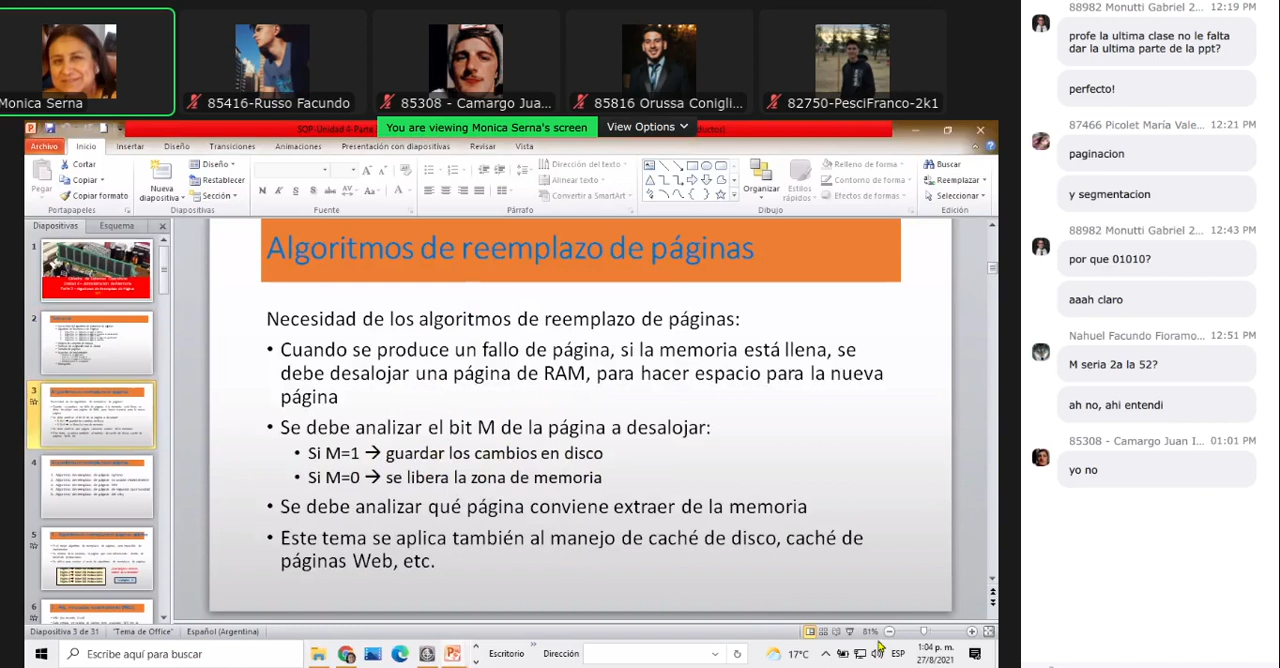 Monica Serna
85416-Russo Facundo
85308 - Camargo Jua...
85816 Orussa Conigli...
82750-PesciFranco-2k1
SOP-Unidad 4-Parte
You are viewing Monica Serna's screen
View Options
Archivo
Inicio
Insertar
Diseño
Transiciones
Animaciones
Presentación con diapositivas
Revisar
Vista
Pegar
Cortar
Copiar
Copiar formato
Portapapeles
Nueva
diapositiva
Diseño
Restablecer
Sección
Diapositivas
Fuente
Párrafo
Dirección del texto
Alinear texto
Convertir a SmartArt
Organizar
Estilos
rápidos
Relleno de forma
Contorno de forma
Efectos de formas
Dibujo
Buscar
Reemplazar
Seleccionar
Edición
Diapositivas
Esquema
1
2
3
4
5
6
Algoritmos de reemplazo de páginas
Necesidad de los algoritmos de reemplazo de páginas:
• Cuando se produce un fallo de página, si la memoria está llena, se
debe desalojar una página de RAM, para hacer espacio para la nueva
página
• Se debe analizar el bit M de la página a desalojar:
• Si M=1 → guardar los cambios en disco
• Si M=0 → se libera la zona de memoria
• Se debe analizar qué página conviene extraer de la memoria
• Este tema se aplica también al manejo de caché de disco, caché de
páginas Web, etc.
Diapositiva 3 de 31
"Tema de Office"
Español (Argentina)
81%
Escribe aquí para buscar
Escritorio
Dirección
17°C
ESP
1:04 p. m.
27/8/2021
88982 Monutti Gabriel 2... 12:19 PM
profe la ultima clase no le falta
dar la ultima parte de la ppt?
perfecto!
87466 Picolet María Vale... 12:21 PM
paginacion
y segmentacion
88982 Monutti Gabriel 2... 12:43 PM
por que 01010?
aaah claro
Nahuel Facundo Fioramo... 12:51 PM
M seria 2a la 52?
ah no, ahi entendi
85308 - Camargo Juan I... 01:01 PM
yo no